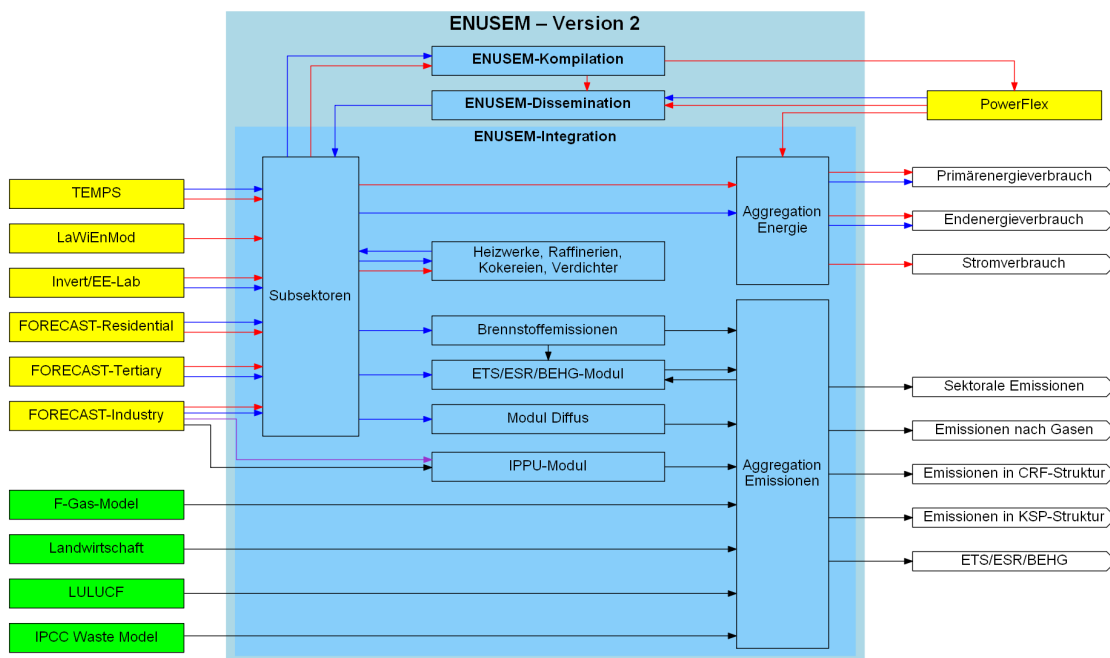 ENUSEM – Version 2
ENUSEM-Kompilation
ENUSEM-Dissemination
PowerFlex
ENUSEM-Integration
TEMPS
LaWiEnMod
Invert/EE-Lab
FORECAST-Residential
FORECAST-Tertiary
FORECAST-Industry
F-Gas-Model
Landwirtschaft
LULUCF
IPCC Waste Model
Subsektoren
Heizwerke, Raffinerien,
Kokereien, Verdichter
Brennstoffemissionen
ETS/ESR/BEHG-Modul
Modul Diffus
IPPU-Modul
Aggregation
Energie
Aggregation
Emissionen
Primärenergieverbrauch
Endenergieverbrauch
Stromverbrauch
Sektorale Emissionen
Emissionen nach Gasen
Emissionen in CRF-Struktur
Emissionen in KSP-Struktur
ETS/ESR/BEHG